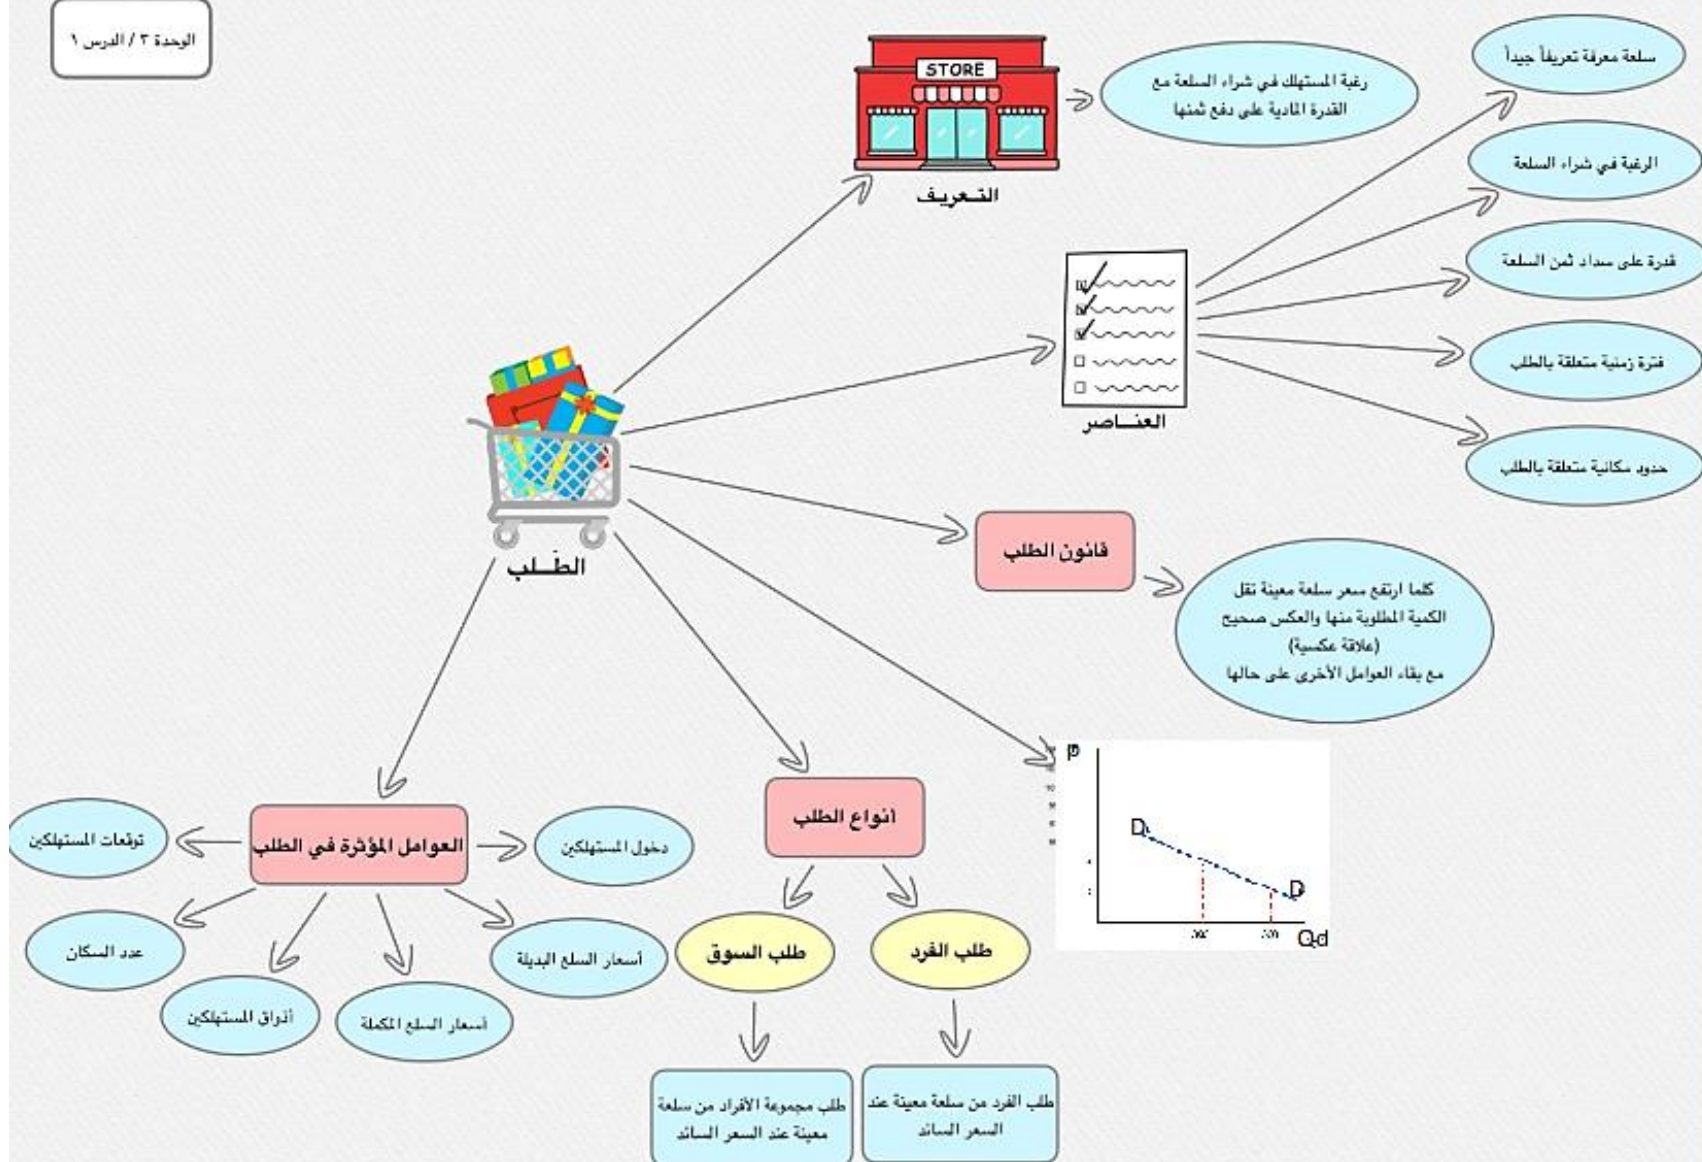 الوحدة ٣ / الدرس ١
STORE
التعريف
رغبة المستهلك في شراء السلعة مع
القدرة المادية على دفع ثمنها
العناصر
سلعة معرفة تعريفاً جيداً
الرغبة في شراء السلعة
قدرة على سداد ثمن السلعة
فترة زمنية متعلقة بالطلب
حدود مكانية متعلقة بالطلب
الطلب
قانون الطلب
كلما ارتفع سعر سلعة معينة تقل
الكمية المطلوبة منها والعكس صحيح
(علاقة عكسية)
مع بقاء العوامل الأخرى على حالها
P
D
D
Qd
انواع الطلب
طلب الفرد
طلب السوق
طلب الفرد من سلعة معينة عند
السعر السائد
طلب مجموعة الأفراد من سلعة
معينة عند السعر السائد
العوامل المؤثرة في الطلب
دخول المستهلكين
أسعار السلع البديلة
أسعار السلع المكملة
أذواق المستهلكين
عدد السكان
توقعات المستهلكين